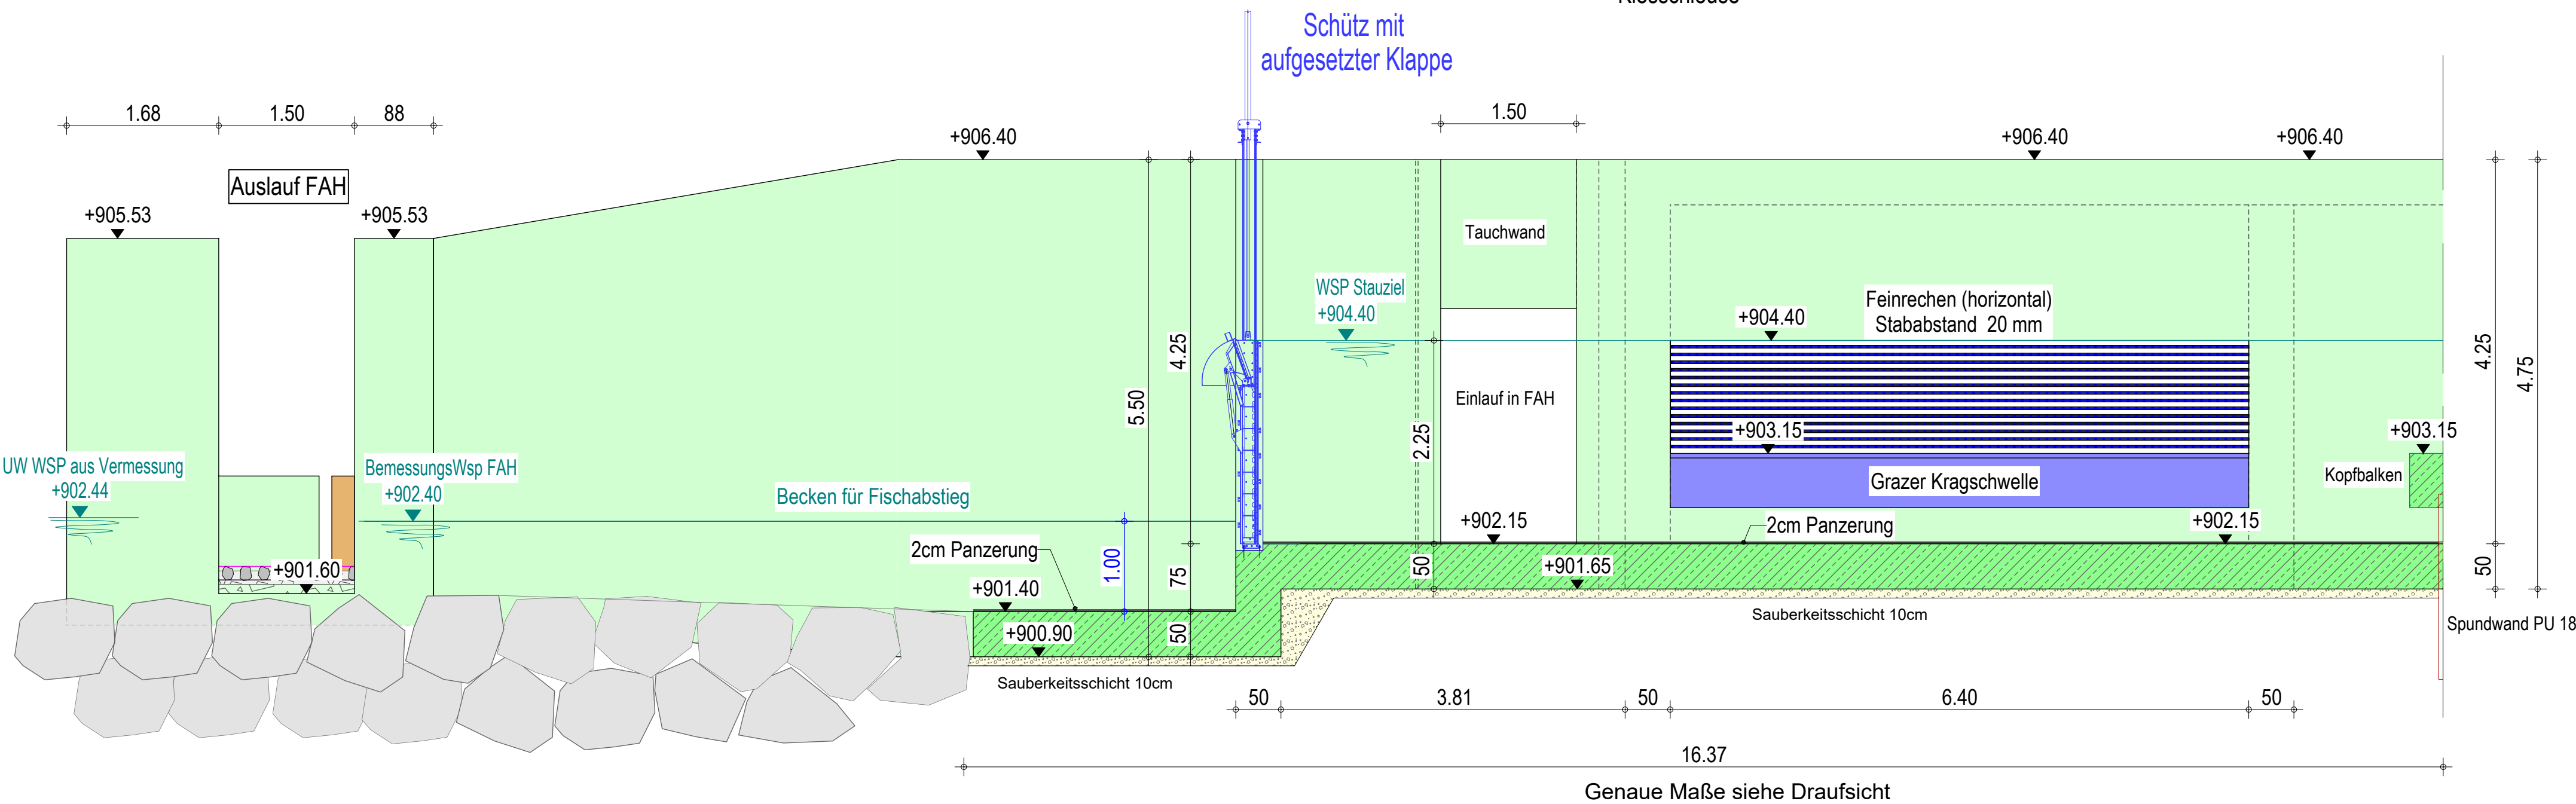 Schütz mit
aufgesetzter Klappe
1.68
1.50
88
1.50
+906.40
+906.40
+906.40
Auslauf FAH
+905.53
+905.53
Tauchwand
WSP Stauziel
+904.40
Feinrechen (horizontal)
Stababstand 20 mm
+904.40
4.25
5.50
4.25
4.75
Einlauf in FAH
2.25
+903.15
+903.15
UW WSP aus Vermessung
+902.44
BemessungsWsp FAH
+902.40
Becken für Fischabstieg
Grazer Kragschwelle
Kopfbalken
+902.15
2cm Panzerung
+902.15
2cm Panzerung
1.00
75
50
50
+901.60
+901.40
+901.65
+900.90
50
Sauberkeitsschicht 10cm
Spundwand PU 18
Sauberkeitsschicht 10cm
50
3.81
50
6.40
50
16.37
Genaue Maße siehe Draufsicht